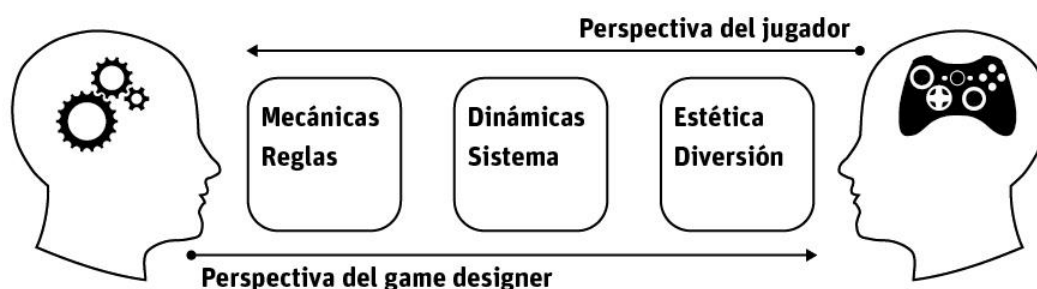 Perspectiva del jugador
Mecánicas
Reglas
Dinámicas
Sistema
Estética
Diversión
Perspectiva del game designer